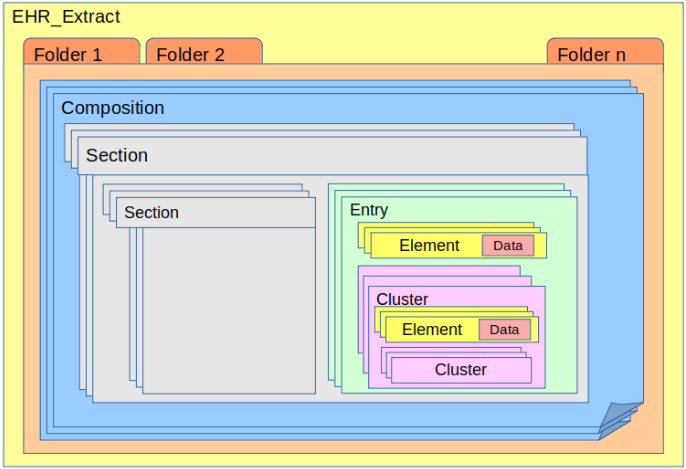 EHR_Extract
Folder 1
Folder 2
Folder n
Composition
Section
Section
Entry
Element
Data
Cluster
Element
Data
Cluster